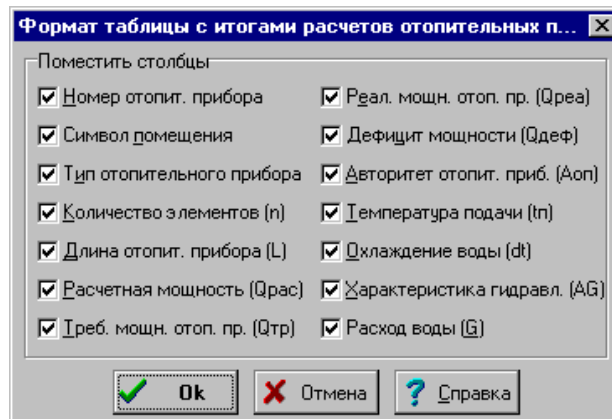 Формат таблицы с итогами расчетов отопительных п...
Поместить столбцы
Номер отопит. прибора
Символ помещения
Тип отопительного прибора
Количество элементов (n)
Длина отопит. прибора (L)
Расчетная мощность (Qрас)
Треб. мощн. отоп. пр. (Qтр)
Реал. мощн. отоп. пр. (Qреа)
Дефицит мощности (Qдеф)
Авторитет отопит. приб. (Аоп)
Температура подачи (tп)
Охлаждение воды (dt)
Характеристика гидравл. (AG)
Расход воды (G)
Ok
Отмена
Справка